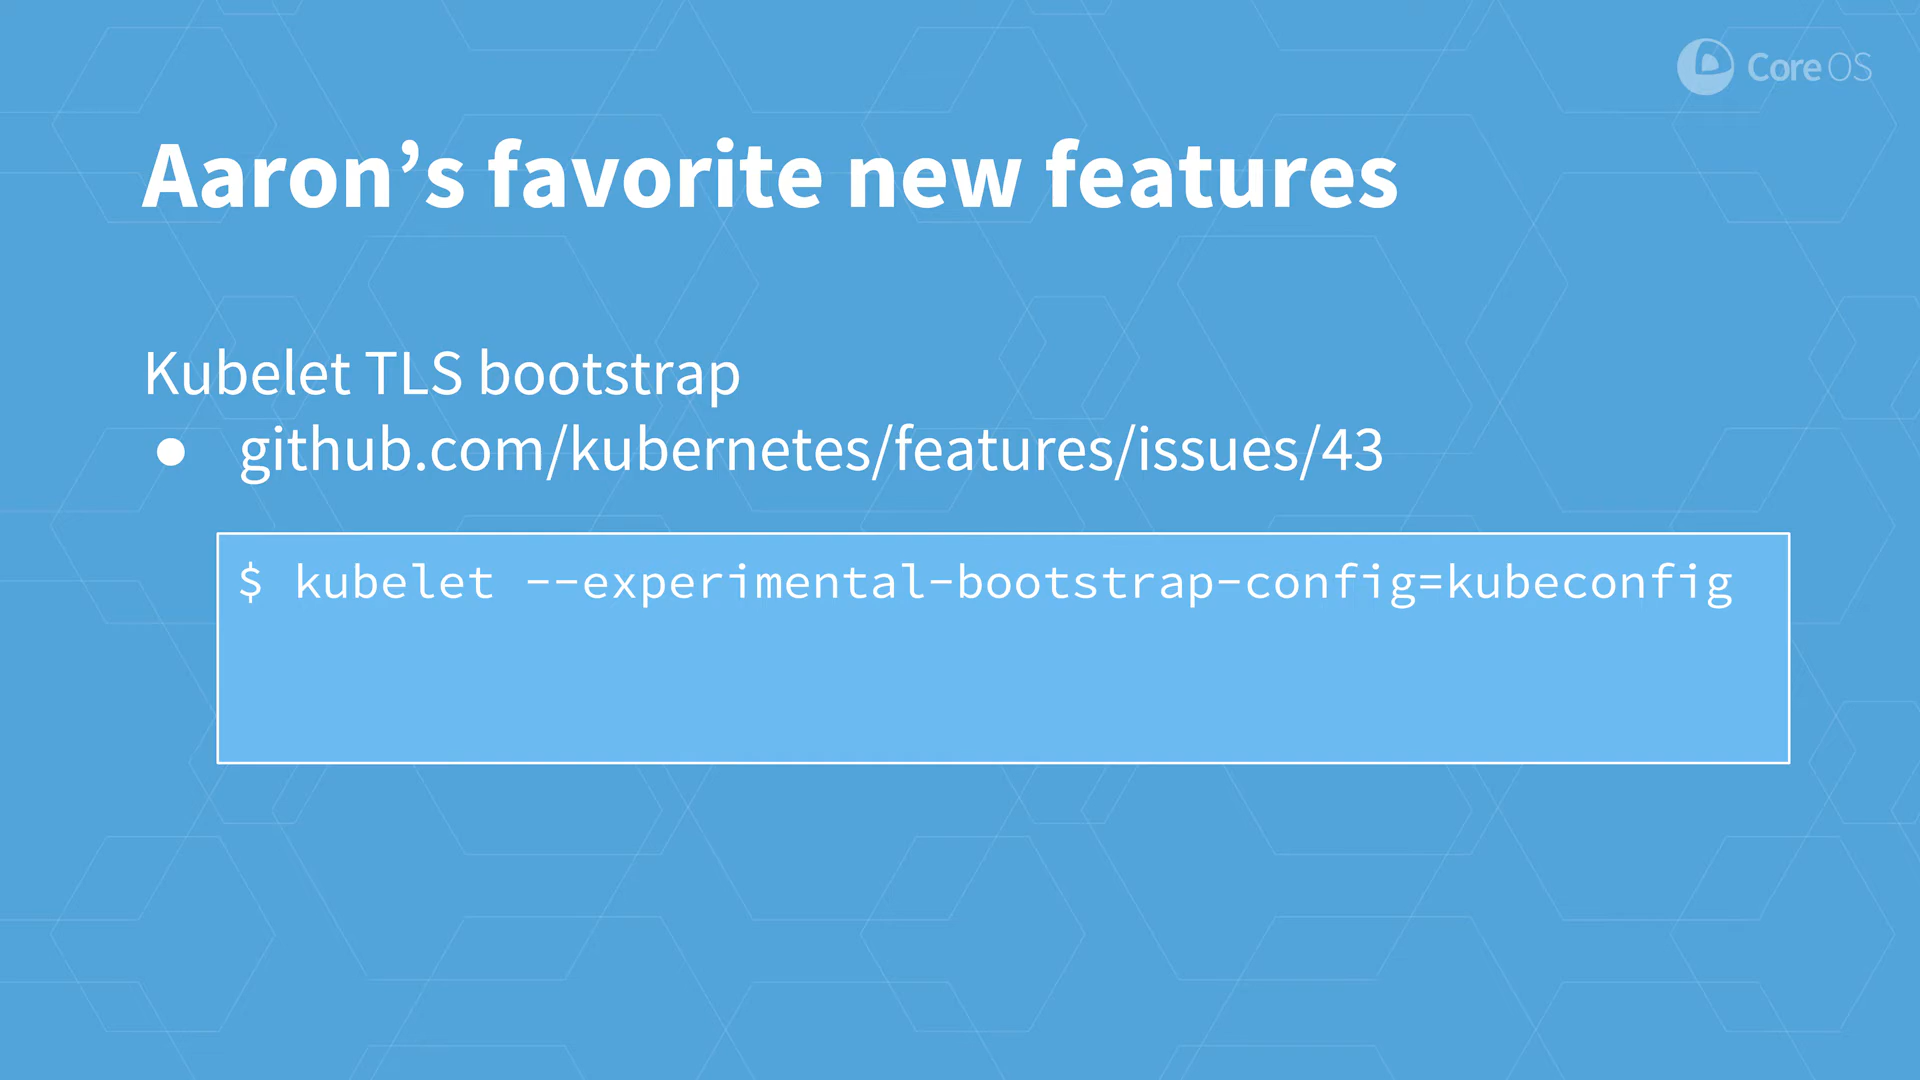 CoreOS
Aaron’s favorite new features
Kubelet TLS bootstrap
● github.com/kubernetes/features/issues/43
$ kubelet --experimental-bootstrap-config=kubeconfig